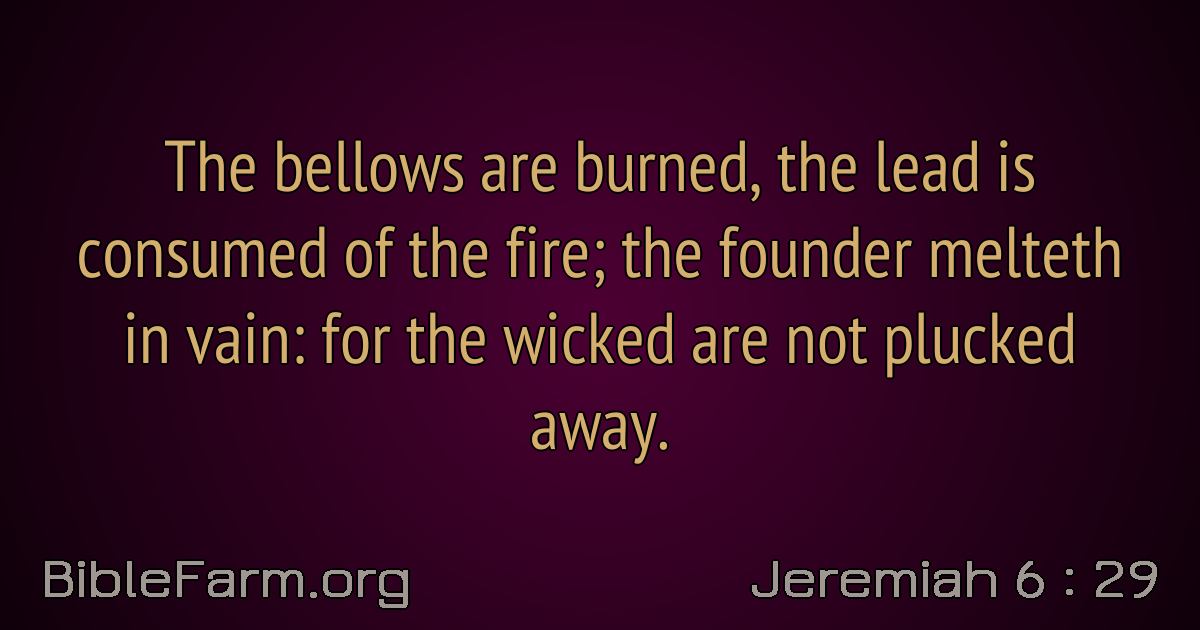 The bellows are burned, the lead is
consumed of the fire; the founder melteth
in vain: for the wicked are not plucked
away.
BibleFarm.org
Jeremiah 6 : 29